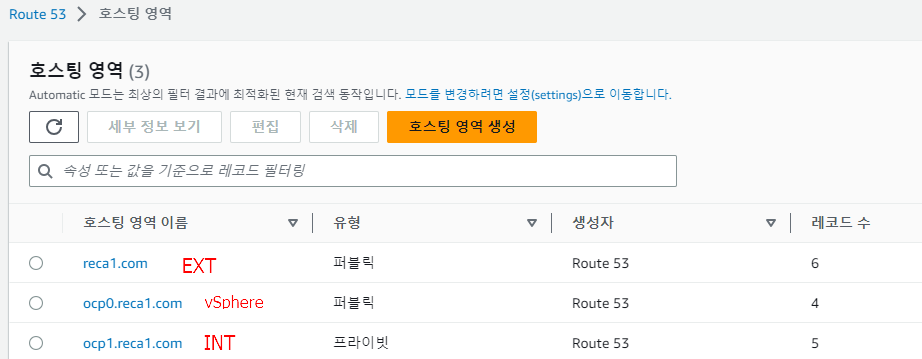 Route 53 > 호스팅 영역
호스팅 영역 (3)
Automatic 모드는 최상의 필터 결과에 최적화된 현재 검색 동작입니다. 모드를 변경하려면 설정(settings)으로 이동합니다.
세부 정보 보기 편집 삭제 호스팅 영역 생성
속성 또는 값을 기준으로 레코드 필터링
호스팅 영역 이름 유형 생성자 레코드 수
reca1.com EXT 퍼블릭 Route 53 6
ocp0.reca1.com vSphere 퍼블릭 Route 53 4
ocp1.reca1.com INT 프라이빗 Route 53 5